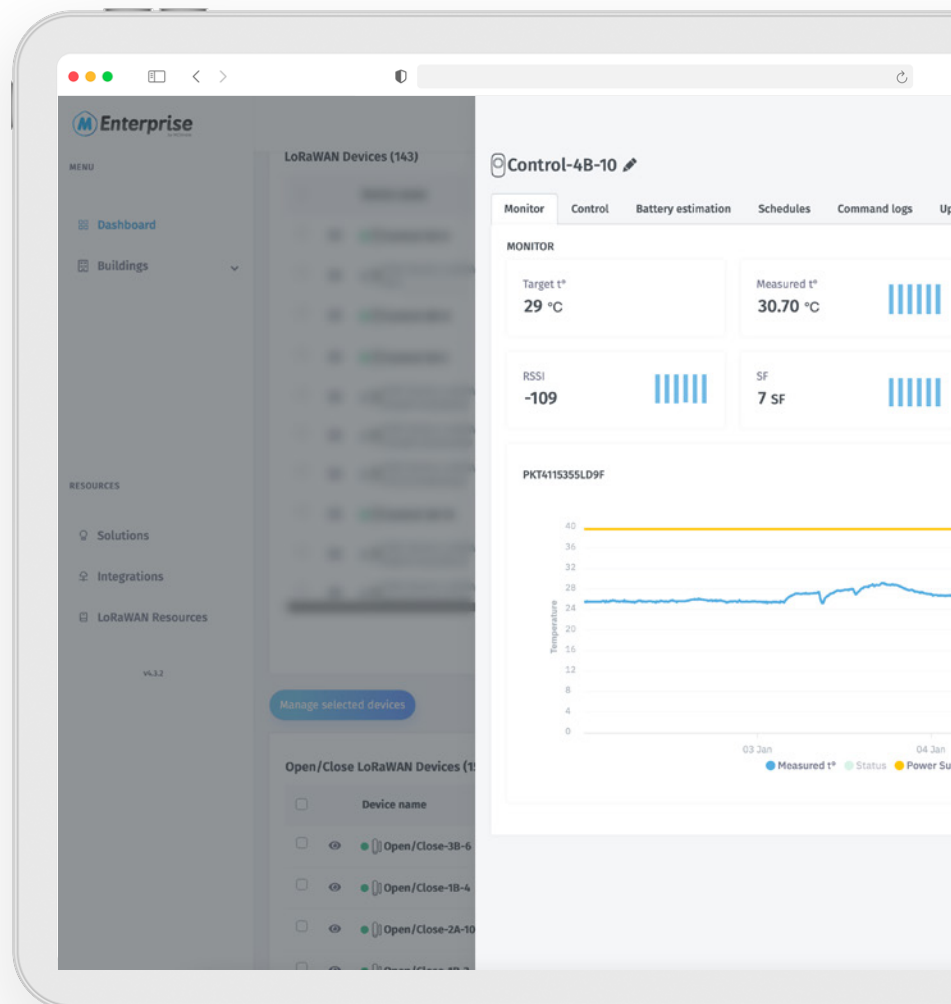 M Enterprise
MENU
Dashboard
Buildings
RESOURCES
Solutions
Integrations
LoRaWAN Resources
v4.3.2
LoRaWAN Devices (143)
Manage selected devices
Open/Close LoRaWAN Devices
Device name
Open/Close-3B-6
Open/Close-1B-4
Open/Close-2A-10
Control-4B-10
Monitor Control Battery estimation Schedules Command logs
MONITOR
Target t°
29 °C
Measured t°
30.70 °C
RSSI
-109
SF
7 SF
PKT4115355LD9F
Temperature
40
36
32
28
24
20
16
12
8
4
0
03 Jan 04 Jan
Measured t° Status Power Su